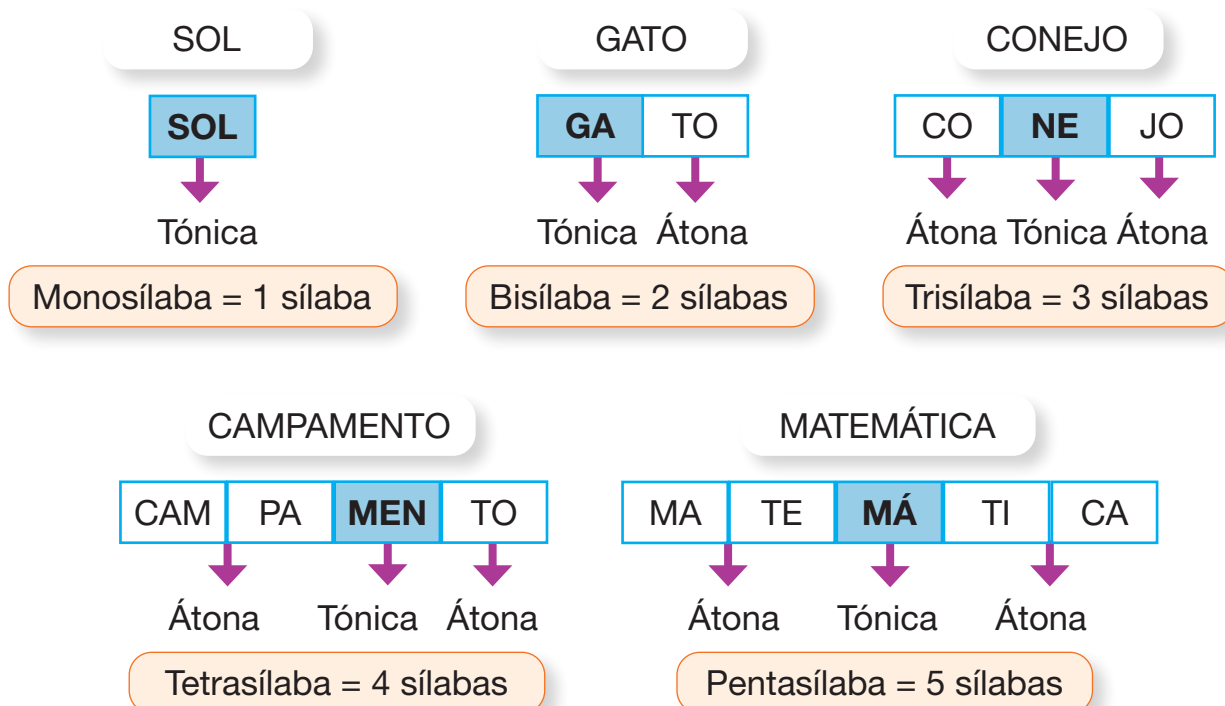 SOL GATO CONEJO
SOL GA TO CO NE JO
Tónica Tónica Átona Átona Tónica Átona
Monosílaba = 1 sílaba Bisílaba = 2 sílabas Trisílaba = 3 sílabas
CAMPAMENTO MATEMÁTICA
CAM PA MEN TO MA TE MÁ TI CA
Átona Tónica Átona Átona Tónica Átona
Tetrasílaba = 4 sílabas Pentasílaba = 5 sílabas